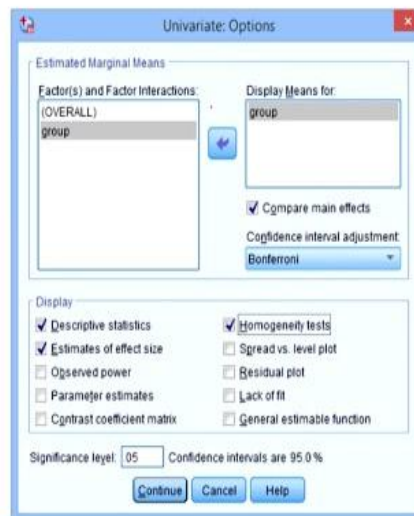 Univariate: Options
Estimated Marginal Means
Factor(s) and Factor Interactions:
(OVERALL)
group
Display Means for:
group
Compare main effects
Confidence interval adjustment:
Bonferroni
Display
Descriptive statistics
Homogeneity tests
Estimates of effect size
Spread vs. level plot
Observed power
Residual plot
Parameter estimates
Lack of fit
Contrast coefficient matrix
General estimable function
Significance level: .05 Confidence intervals are 95.0 %
Continue Cancel Help